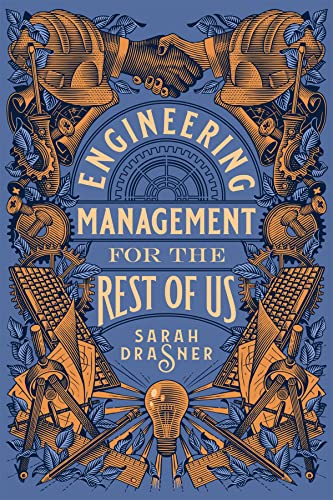 ENGINEERING
MANAGEMENT
FOR THE
REST OF US
SARAH
DRASNER